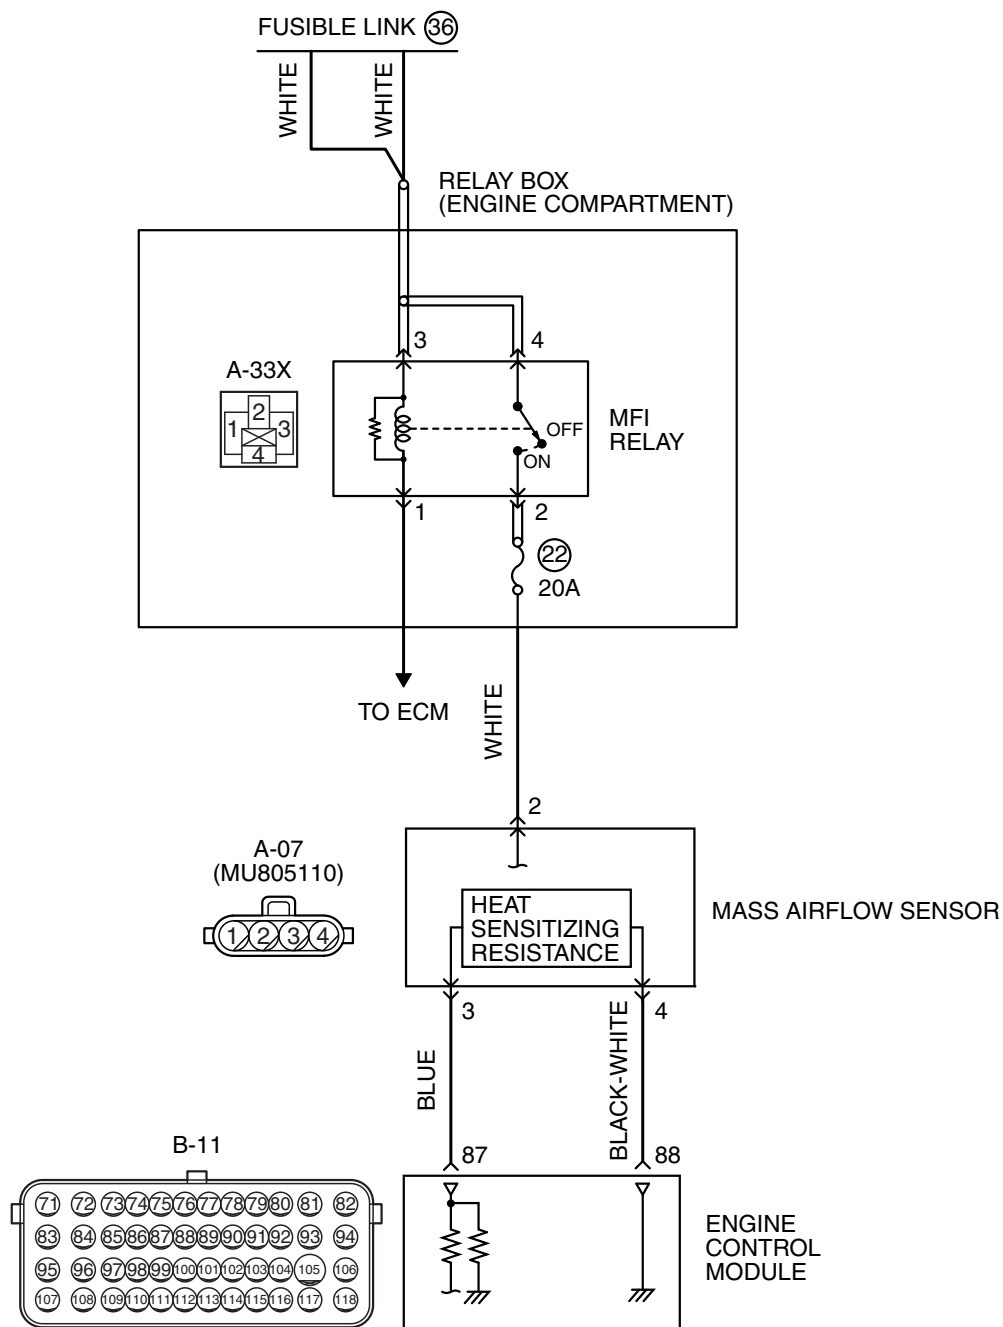 FUSIBLE LINK 36
WHITE
WHITE
RELAY BOX
(ENGINE COMPARTMENT)
3
4
A-33X
2
1
3
4
OFF
ON
MFI
RELAY
1
2
22
20A
TO ECM
WHITE
2
A-07
(MU805110)
1 2 3 4
HEAT
SENSITIZING
RESISTANCE
MASS AIRFLOW SENSOR
3
4
BLUE
BLACK-WHITE
87
88
B-11
71 72 73 74 75 76 77 78 79 80 81 82
83 84 85 86 87 88 89 90 91 92 93 94
95 96 97 98 99 100 101 102 103 104 105 106
107 108 109 110 111 112 113 114 115 116 117 118
ENGINE
CONTROL
MODULE